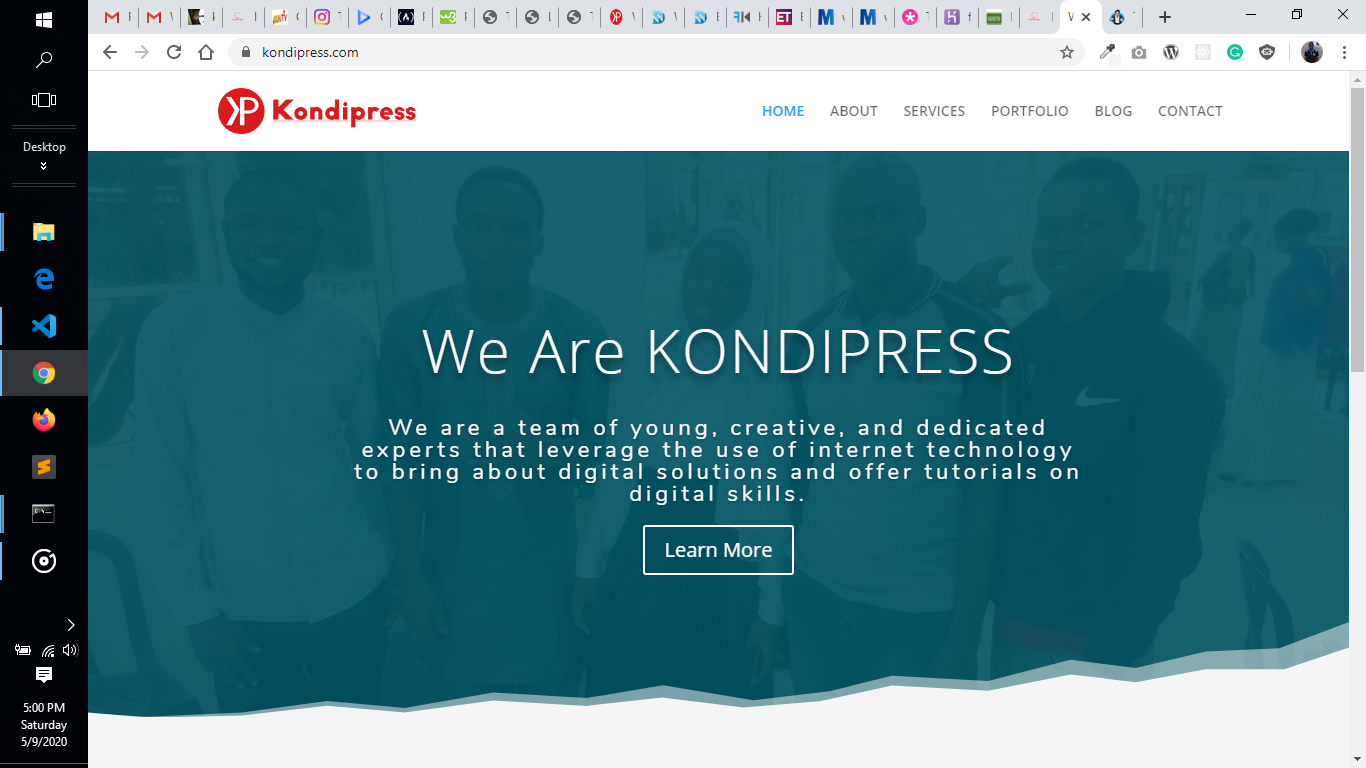 kondipress.com
KP Kondipress
HOME ABOUT SERVICES PORTFOLIO BLOG CONTACT
Desktop
We Are KONDIPRESS
We are a team of young, creative, and dedicated
experts that leverage the use of internet technology
to bring about digital solutions and offer tutorials on
digital skills.
Learn More
5:00 PM
Saturday
5/9/2020